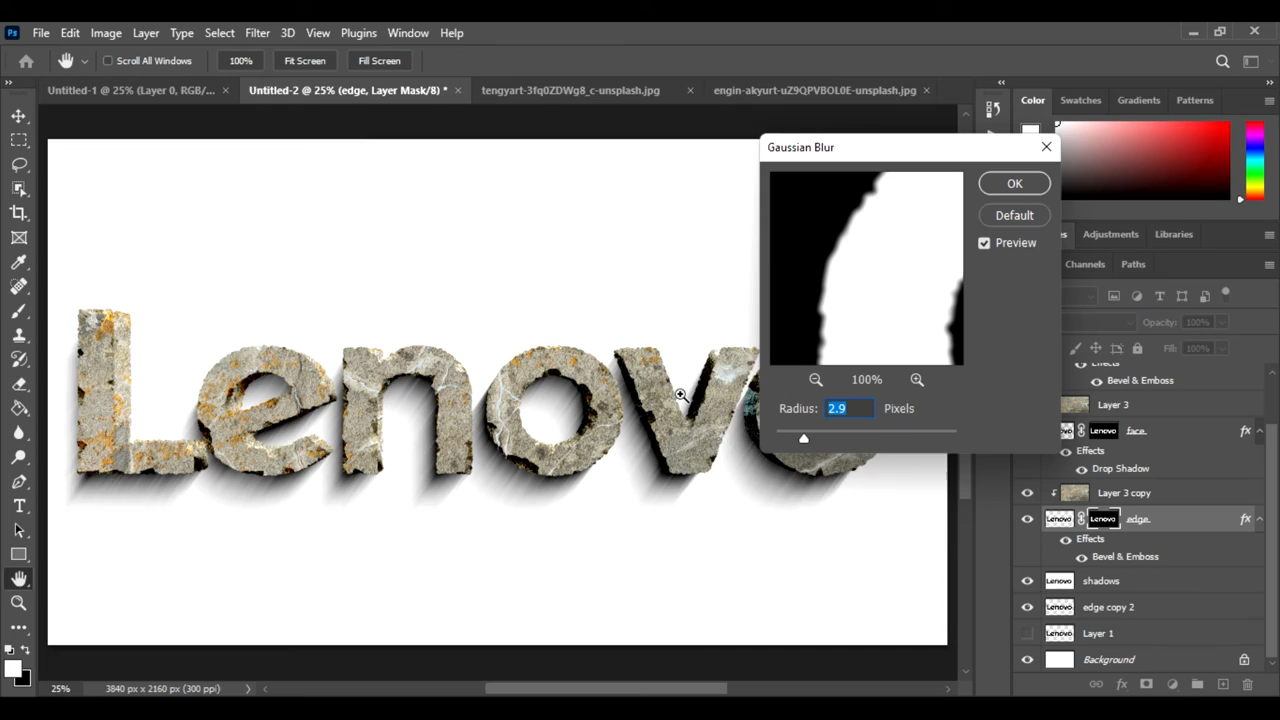 Ps File Edit Image Layer Type Select Filter 3D View Plugins Window Help
Scroll All Windows 100% Fit Screen Fill Screen
Untitled-1 @ 25% (Layer 0, RGB/... × Untitled-2 @ 25% (edge, Layer Mask/8) * × tengyart-3fq0ZDWg8_c-unsplash.jpg × engin-akyurt-uZ9QPVBOL0E-unsplash.jpg ×
Color Swatches Gradients Patterns
Gaussian Blur
OK
Default
Preview
100%
Radius: 2.9 Pixels
Adjustments Libraries
Channels Paths
Opacity: 100%
Fill: 100%
Effects
Bevel & Emboss
Layer 3
face
Effects
Drop Shadow
Layer 3 copy
Lenovo Lenovo edge
Effects
Bevel & Emboss
Lenovo shadows
Lenovo edge copy 2
Lenovo Layer 1
Background
Lenovo
25% 3840 px x 2160 px (300 ppi)